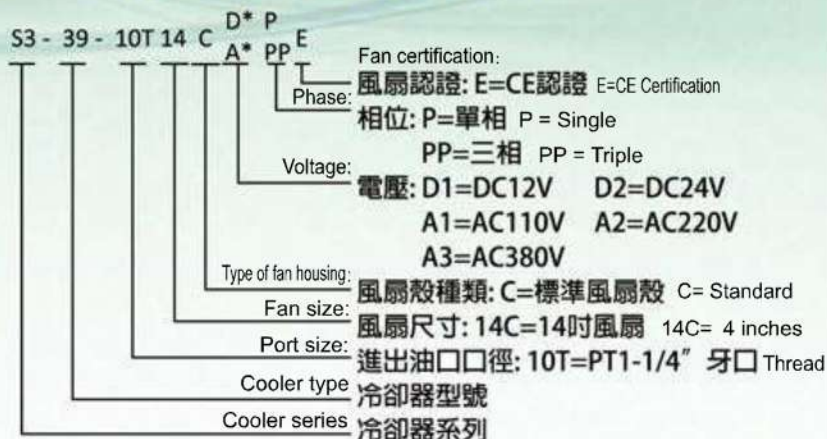 D* P
S3 - 39 - 10T 14 C A* PP E
Fan certification:
風扇認證: E=CE認證 E=CE Certification
Phase:
相位: P=單相 P = Single
PP=三相 PP = Triple
Voltage:
電壓: D1=DC12V D2=DC24V
A1=AC110V A2=AC220V
A3=AC380V
Type of fan housing:
風扇殼種類: C=標準風扇殼 C= Standard
Fan size:
風扇尺寸: 14C=14吋風扇 14C= 4 inches
Port size:
進出油口口徑: 10T=PT1-1/4" 牙口 Thread
Cooler type
冷卻器型號
Cooler series
冷卻器系列